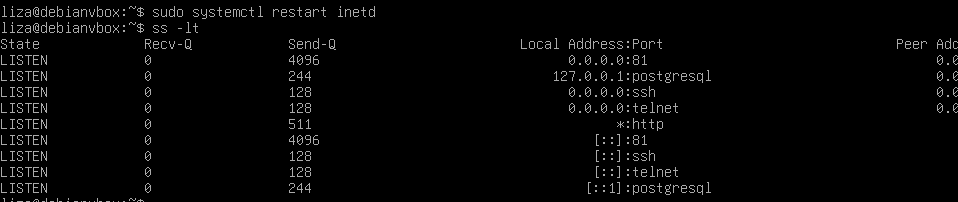 liza@debianvbox:~$ sudo systemctl restart inetd
liza@debianvbox:~$ ss -lt
State Recv-Q Send-Q Local Address:Port Peer Add
LISTEN 0 4096 0.0.0.0:81 0.0
LISTEN 0 244 127.0.0.1:postgresql 0.0
LISTEN 0 128 0.0.0.0:ssh 0.0
LISTEN 0 128 0.0.0.0:telnet 0.0
LISTEN 0 511 *:http
LISTEN 0 4096 [::]:81
LISTEN 0 128 [::]:ssh
LISTEN 0 128 [::]:telnet
LISTEN 0 244 [::1]:postgresql
liza@debianvbox:~$